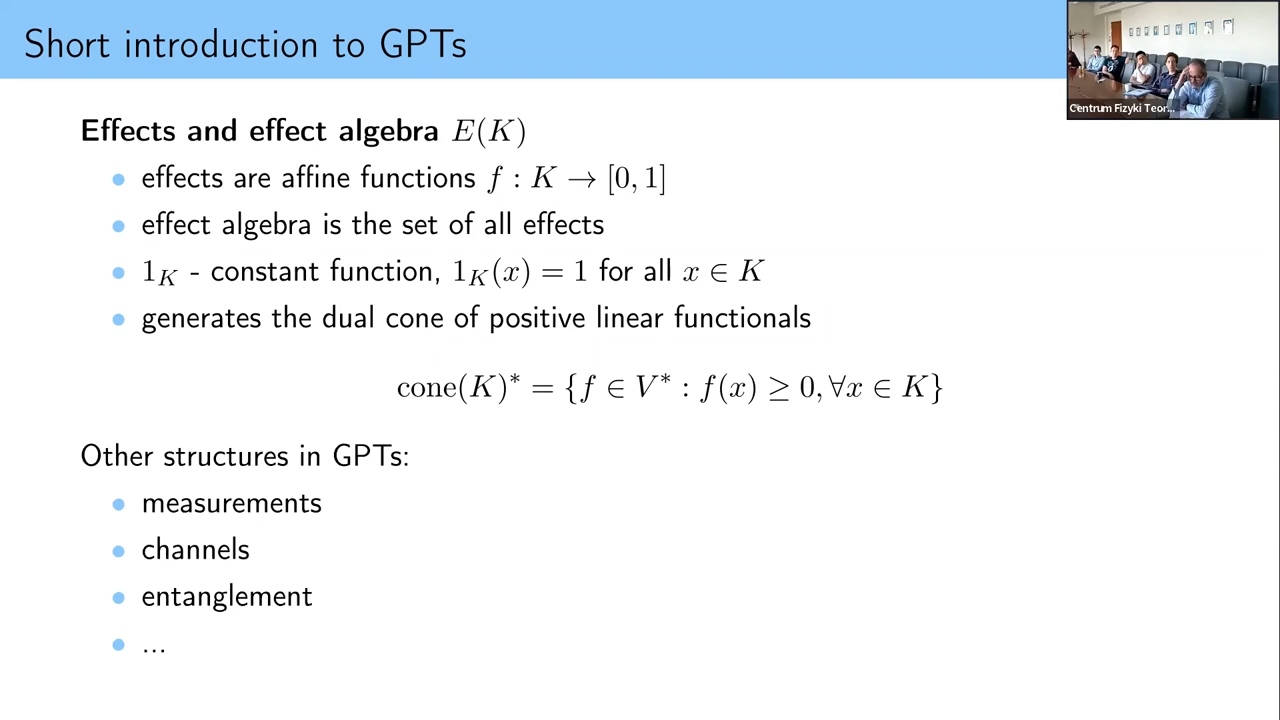 Short introduction to GPTs
Centrum Fizyki Teor...
Effects and effect algebra E(K)
effects are affine functions f : K → [0, 1]
effect algebra is the set of all effects
1_K - constant function, 1_K(x) = 1 for all x ∈ K
generates the dual cone of positive linear functionals
cone(K)* = {f ∈ V* : f(x) ≥ 0, ∀x ∈ K}
Other structures in GPTs:
measurements
channels
entanglement
...